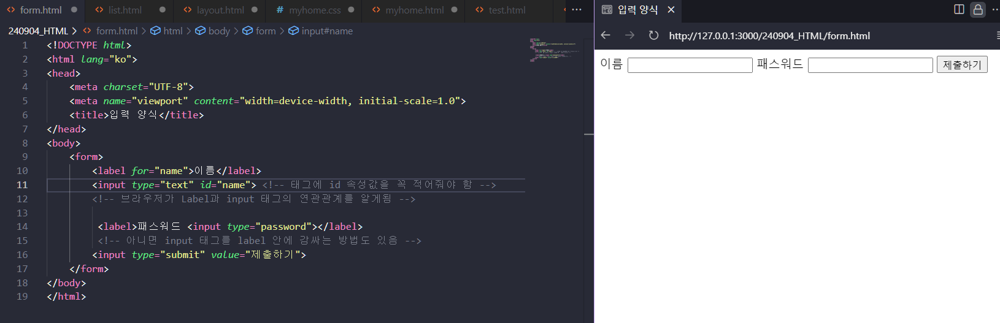 form.html list.html layout.html # myhome.css myhome.html test.html ···
240904_HTML > form.html > html > body > form > input#name
1 <!DOCTYPE html>
2 <html lang="ko">
3 <head>
4 <meta charset="UTF-8">
5 <meta name="viewport" content="width=device-width, initial-scale=1.0">
6 <title>입력 양식</title>
7 </head>
8 <body>
9 <form>
10 <label for="name">이름</label>
11 <input type="text" id="name"> <!-- 태그에 id 속성값을 꼭 적어줘야 함 -->
12 <!-- 브라우저가 Label과 input 태그의 연관관계를 알게됨 -->
13
14 <label>패스워드 <input type="password"></label>
15 <!-- 아니면 input 태그를 label 안에 감싸는 방법도 있음 -->
16 <input type="submit" value="제출하기">
17 </form>
18 </body>
19 </html>
입력 양식
http://127.0.0.1:3000/240904_HTML/form.html
이름 패스워드 제출하기